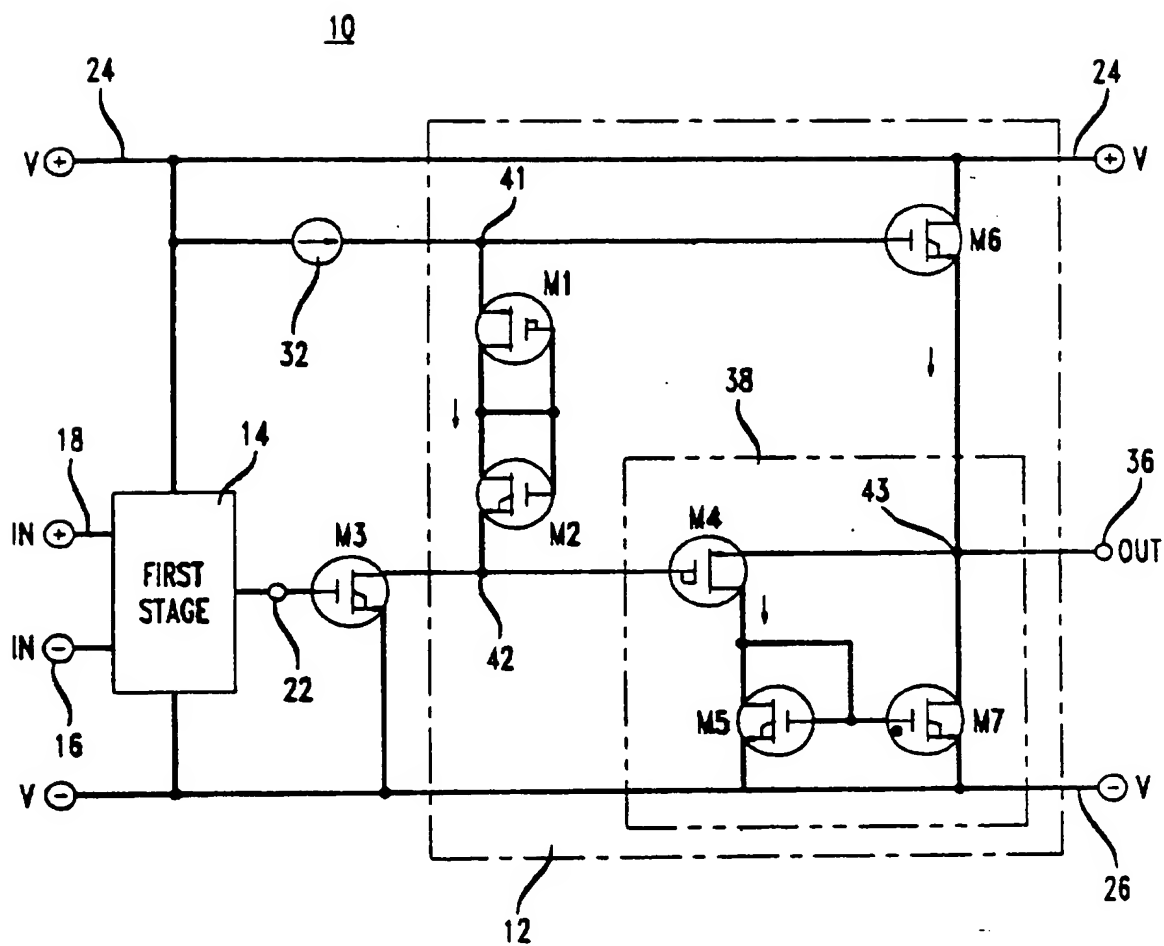 10
24
24
V +
+ V
41
M6
M1
32
38
18
14
36
IN +
M3
M2
M4
43
OUT
FIRST
STAGE
IN -
22
42
16
M5
M7
V -
- V
12
26